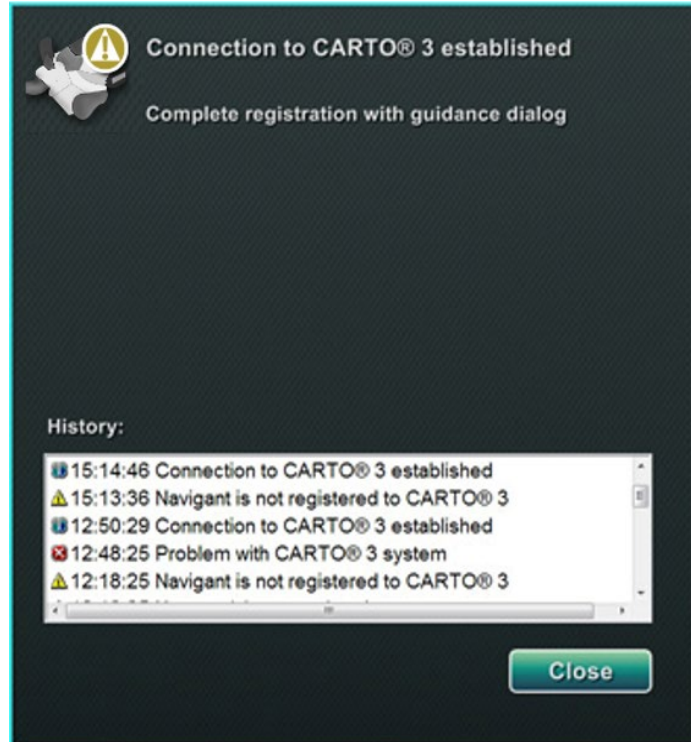 Connection to CARTO® 3 established
Complete registration with guidance dialog
History:
15:14:46 Connection to CARTO® 3 established
15:13:36 Navigant is not registered to CARTO® 3
12:50:29 Connection to CARTO® 3 established
12:48:25 Problem with CARTO® 3 system
12:18:25 Navigant is not registered to CARTO® 3
Close